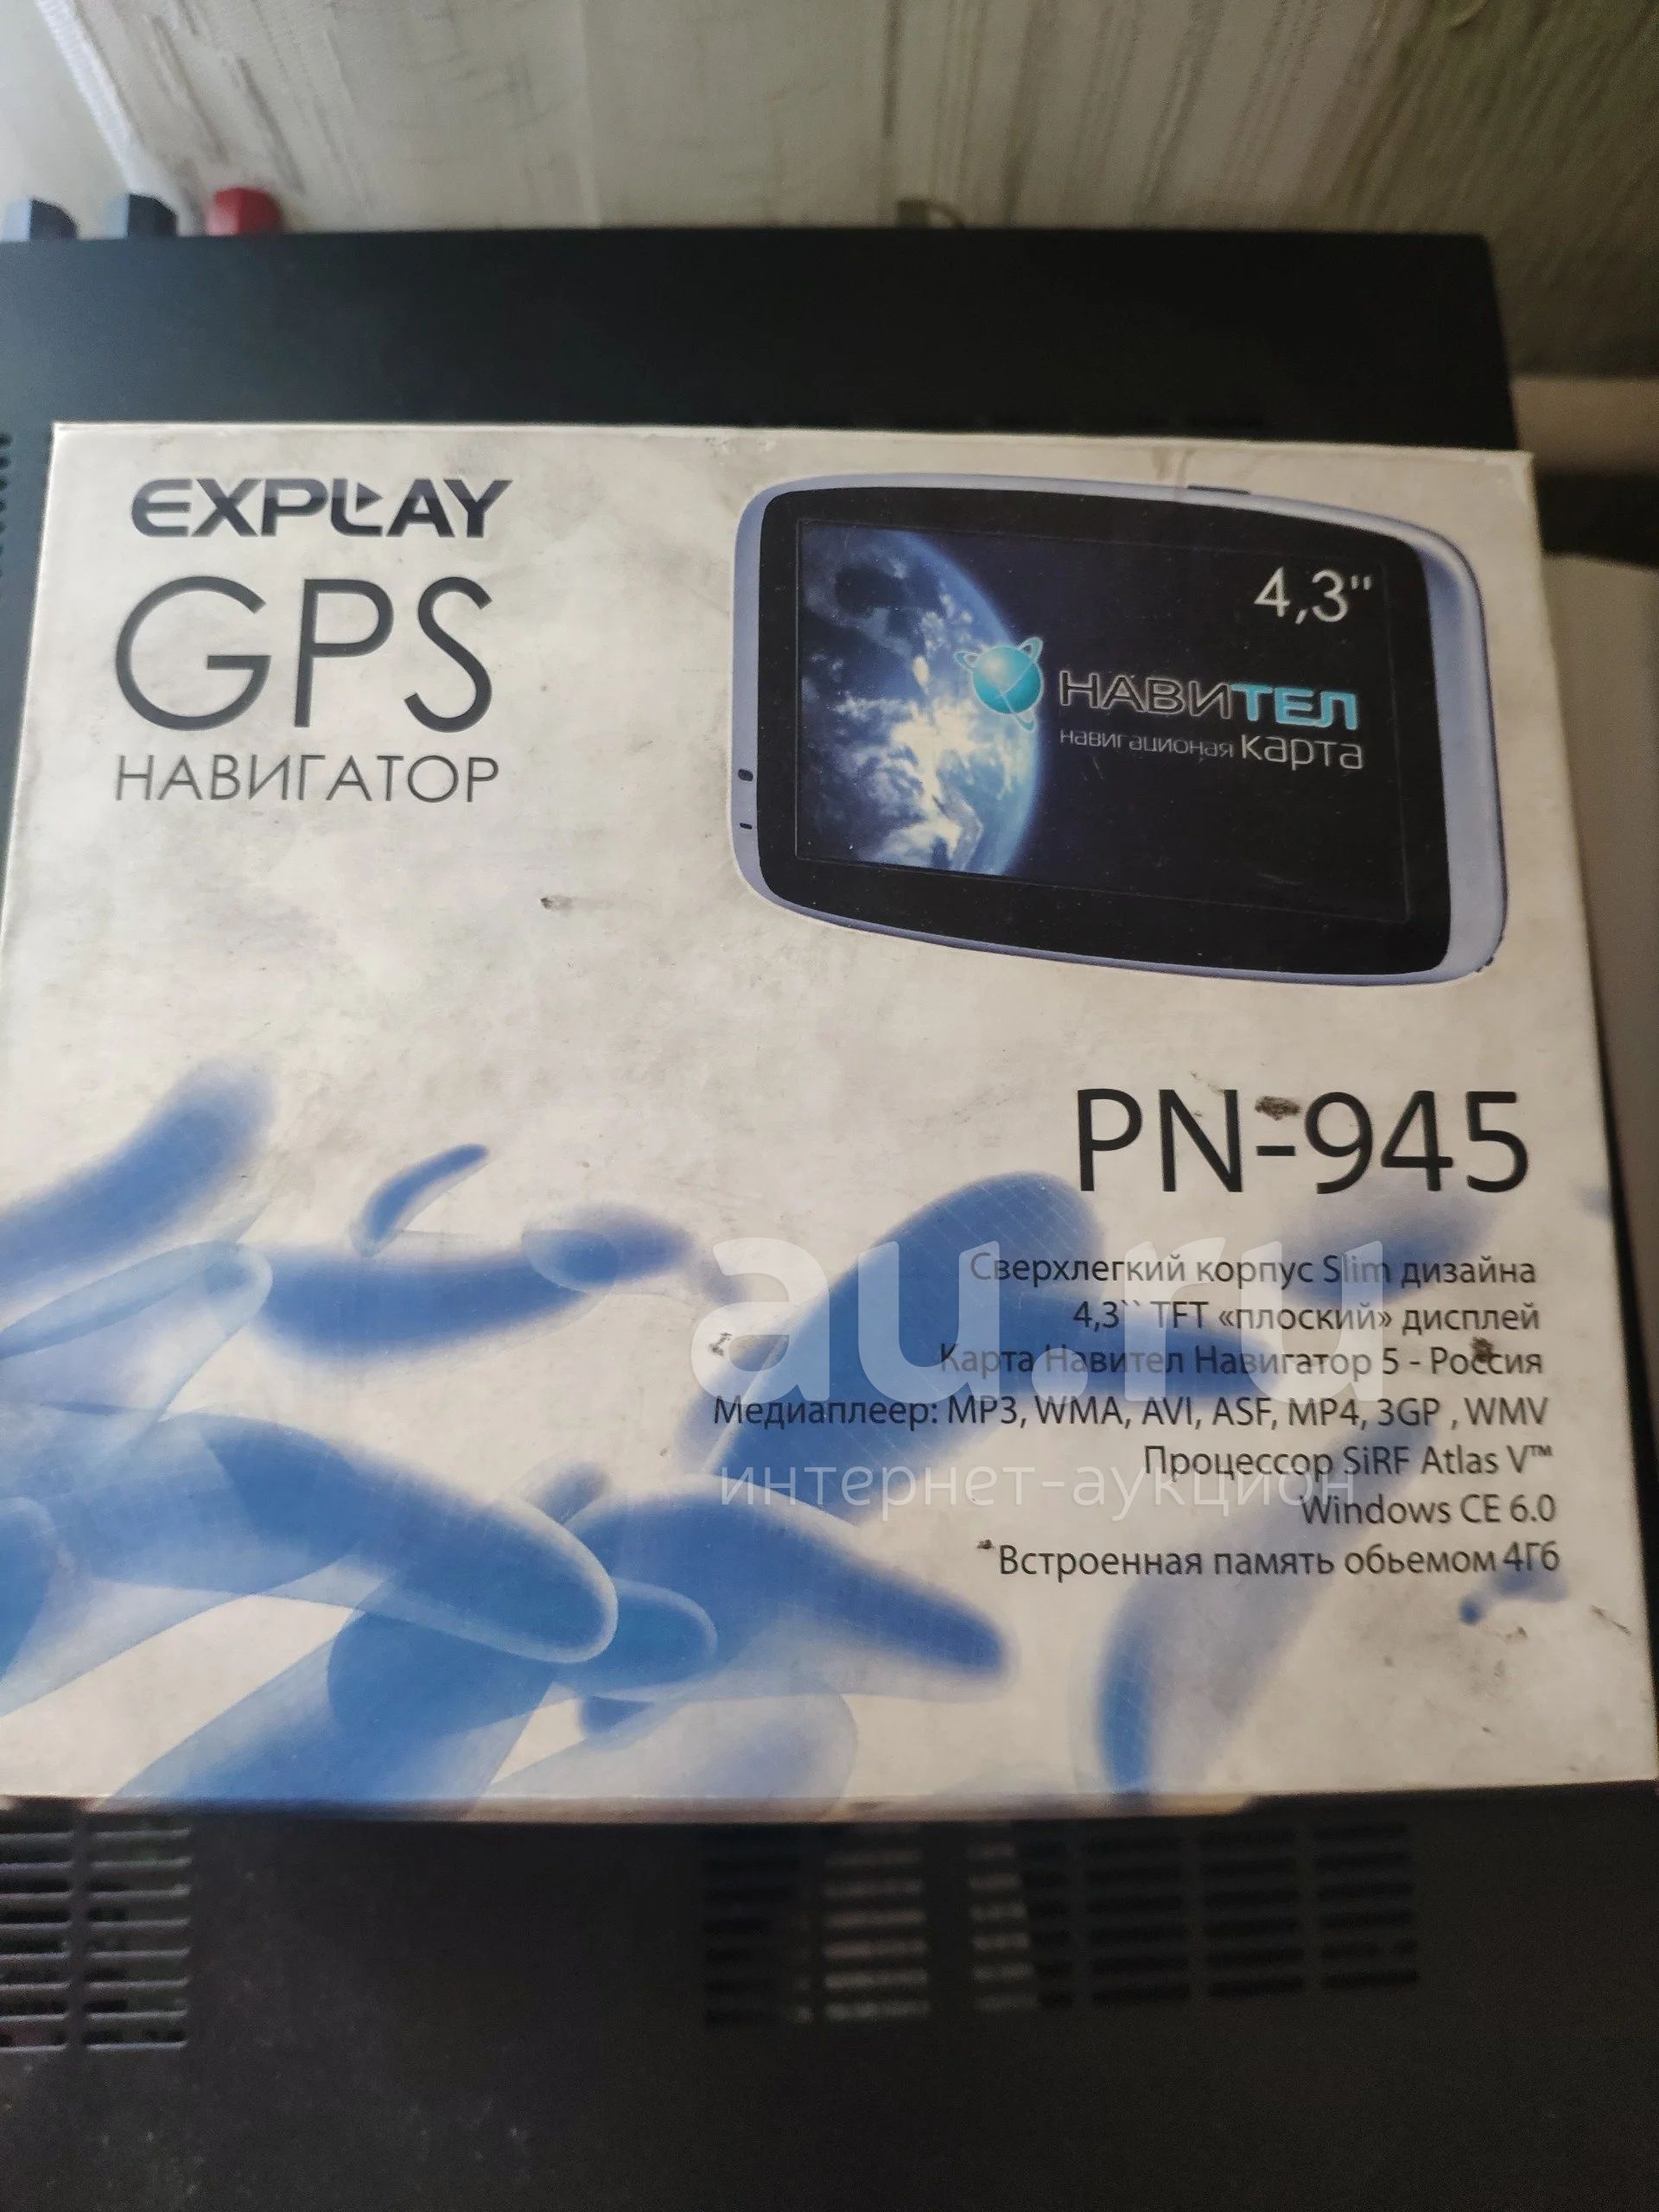 EXPLAY
GPS
НАВИГАТОР
4,3"
НАВИТЕЛ
навигационая карта
PN-945
Сверхлегкий корпус Slim дизайна
4,3`` TFT «плоский» дисплей
Карта Навител Навигатор 5 - Россия
Медиаплеер: MP3, WMA, AVI, ASF, MP4, 3GP , WMV
Процессор SiRF Atlas V™
Windows CE 6.0
Встроенная память обьемом 4Гб
au.ru
интернет-аукцион